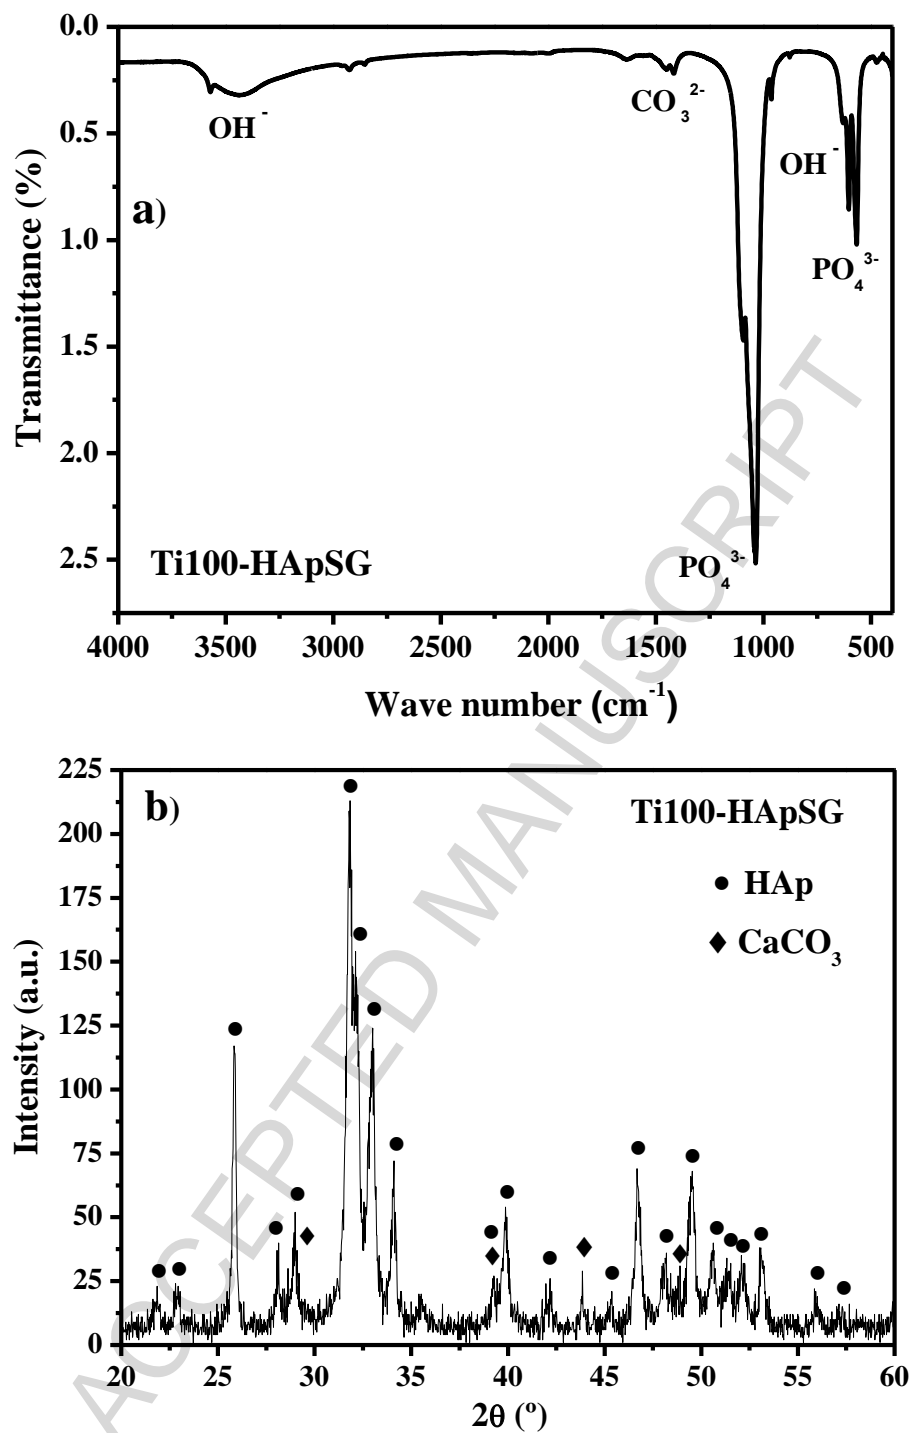 0.0
0.5
1.0
1.5
2.0
2.5
Transmittance (%)
a)
OH⁻
CO₃²⁻
OH⁻
PO₄³⁻
PO₄³⁻
Ti100-HApSG
4000 3500 3000 2500 2000 1500 1000 500
Wave number (cm⁻¹)
ACCEPTED MANUSCRIPT
225
200
175
150
125
100
75
50
25
0
Intensity (a.u.)
b)
Ti100-HApSG
● HAp
◆ CaCO₃
20 25 30 35 40 45 50 55 60
2θ (º)